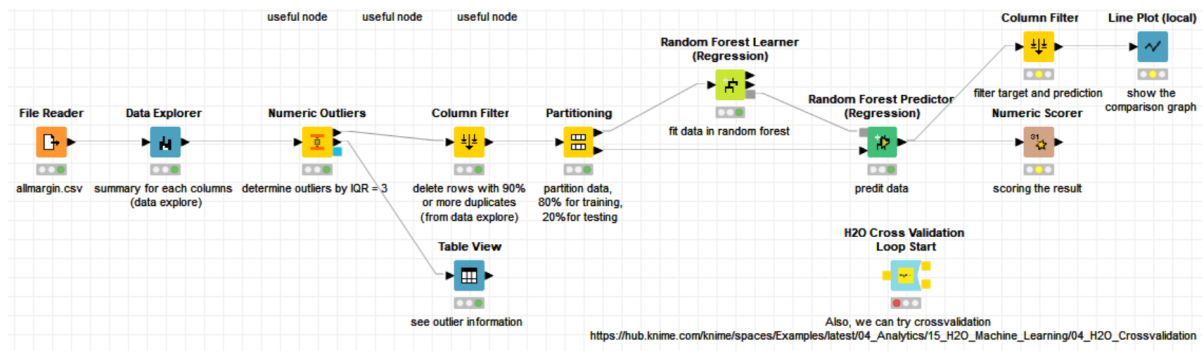 useful node useful node useful node
Column Filter Line Plot (local)
Random Forest Learner
(Regression)
filter target and prediction
show the
comparison graph
File Reader Data Explorer Numeric Outliers Column Filter Partitioning
fit data in random forest
Random Forest Predictor
(Regression)
Numeric Scorer
allmargin.csv
summary for each columns
(data explore)
determine outliers by IQR = 3
delete rows with 90%
or more duplicates
(from data explore)
partition data,
80% for training,
20%for testing
predit data
scoring the result
Table View
see outlier information
H2O Cross Validation
Loop Start
Also, we can try crossvalidation
https://hub.knime.com/knime/spaces/Examples/latest/04_Analytics/15_H2O_Machine_Learning/04_H2O_Crossvalidation